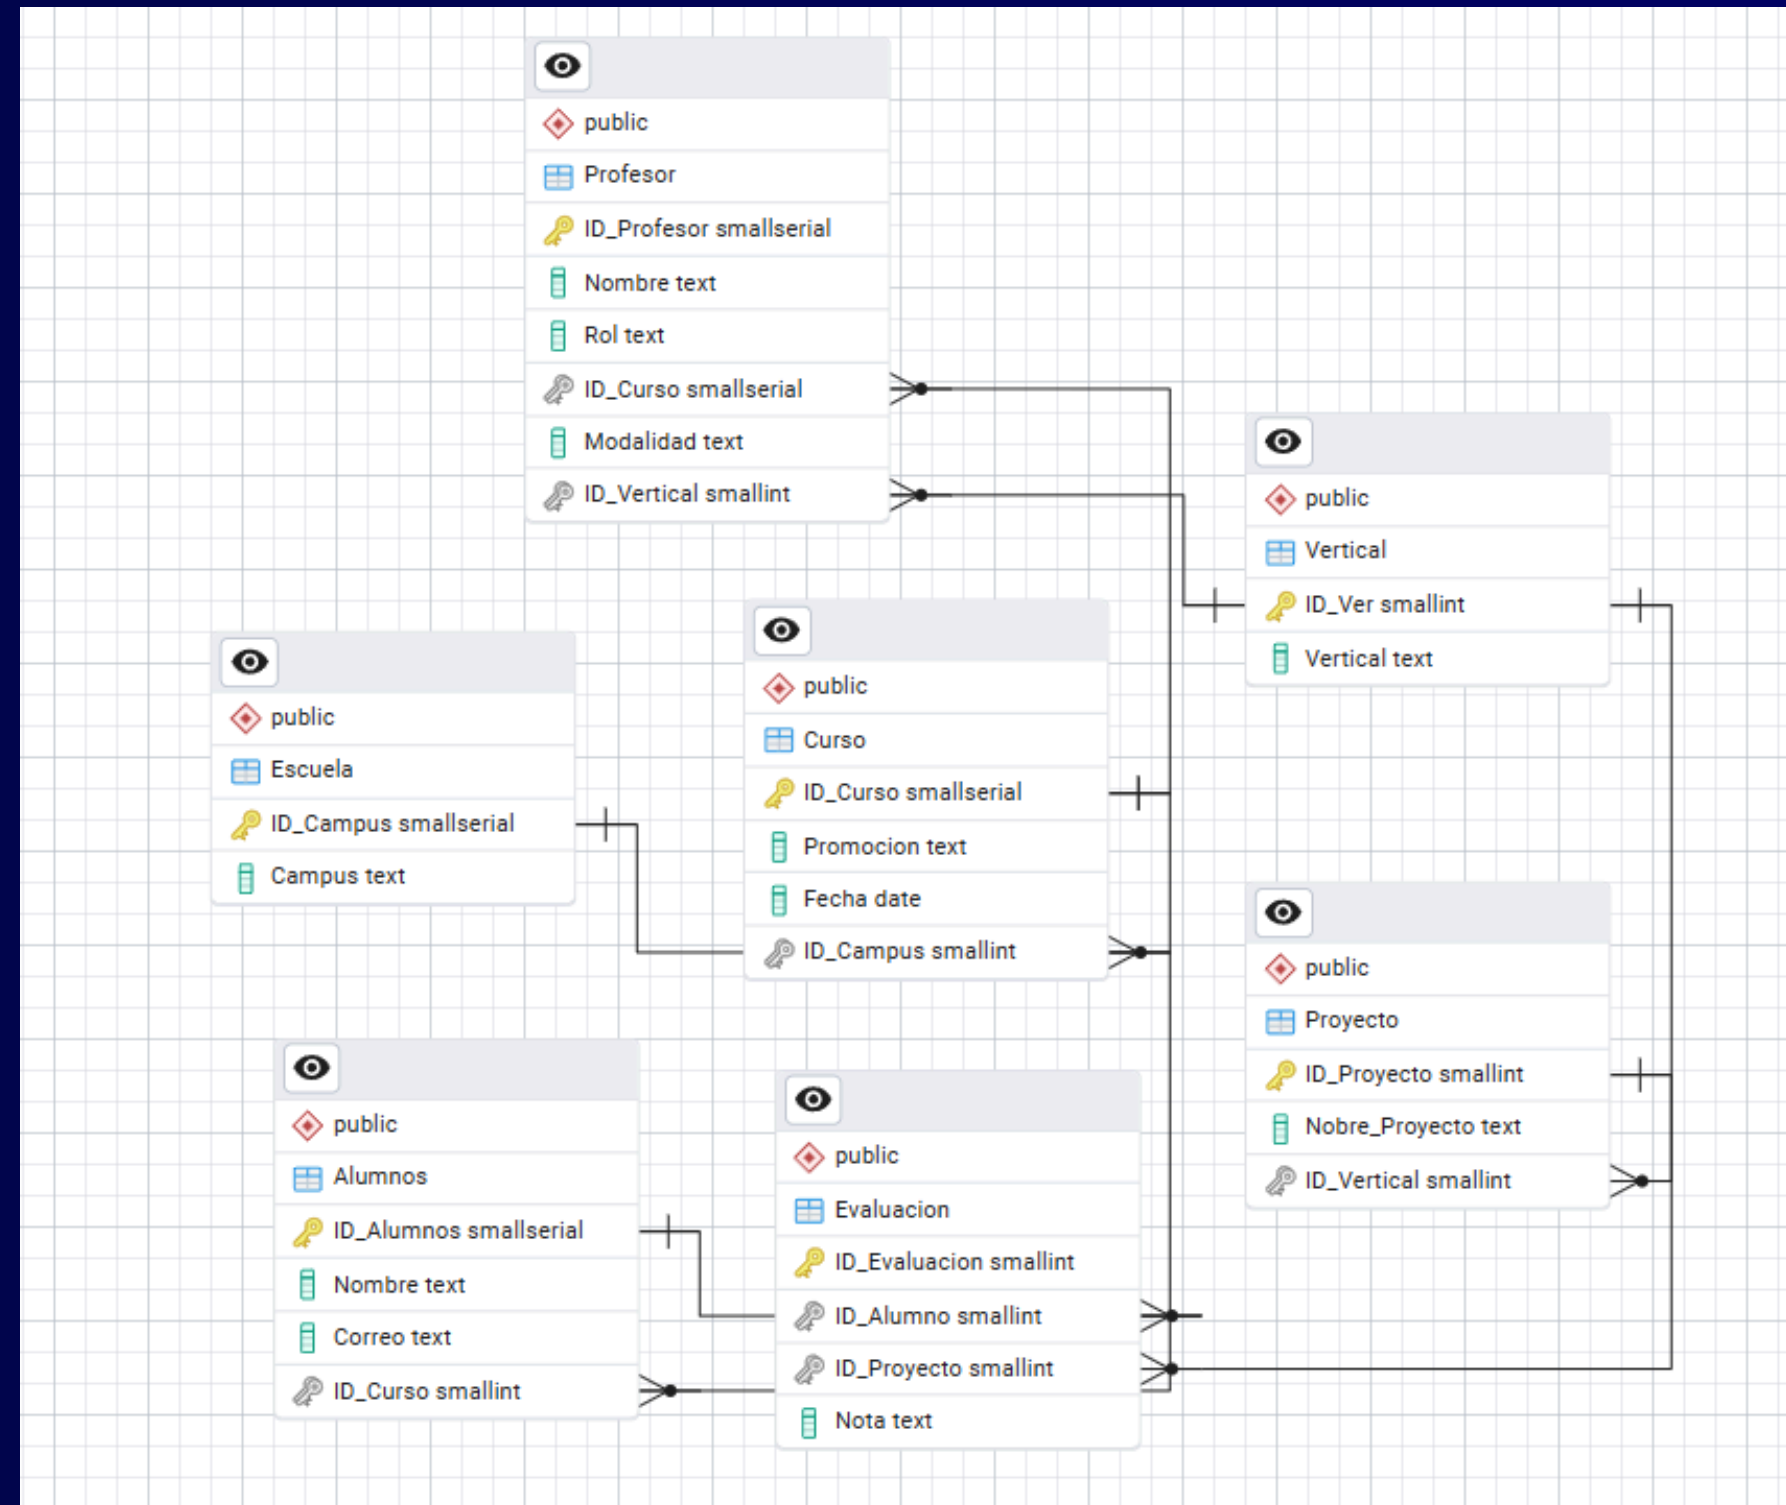 public
Profesor
ID_Profesor smallserial
Nombre text
Rol text
ID_Curso smallserial
Modalidad text
ID_Vertical smallint
public
Vertical
ID_Ver smallint
Vertical text
public
Escuela
ID_Campus smallserial
Campus text
public
Curso
ID_Curso smallserial
Promocion text
Fecha date
ID_Campus smallint
public
Proyecto
ID_Proyecto smallint
Nobre_Proyecto text
ID_Vertical smallint
public
Alumnos
ID_Alumnos smallserial
Nombre text
Correo text
ID_Curso smallint
public
Evaluacion
ID_Evaluacion smallint
ID_Alumno smallint
ID_Proyecto smallint
Nota text